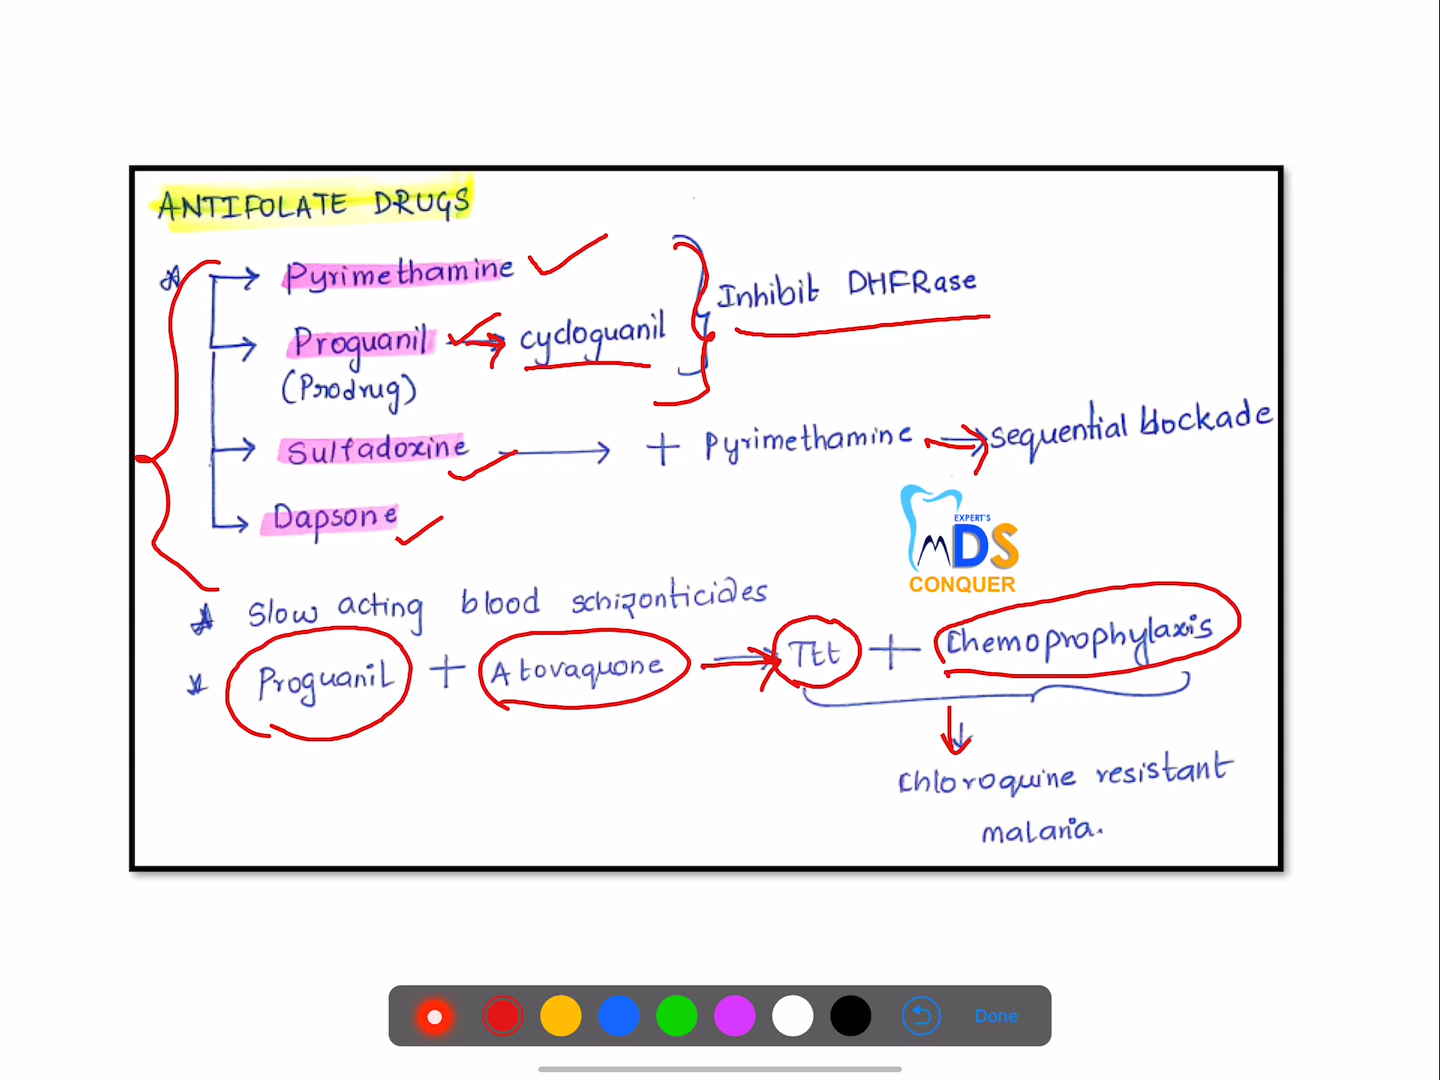 ANTIFOLATE DRUGS
Pyrimethamine
Inhibit DHFRase
Proguanil → cycloguanil
(Prodrug)
Sulfadoxine → + Pyrimethamine → sequential blockade
Dapsone
EXPERT'S
MDS
CONQUER
Slow acting blood schizonticides
Proguanil + Atovaquone → Ttt + Chemoprophylaxis
Chloroquine resistant
malaria.
Done